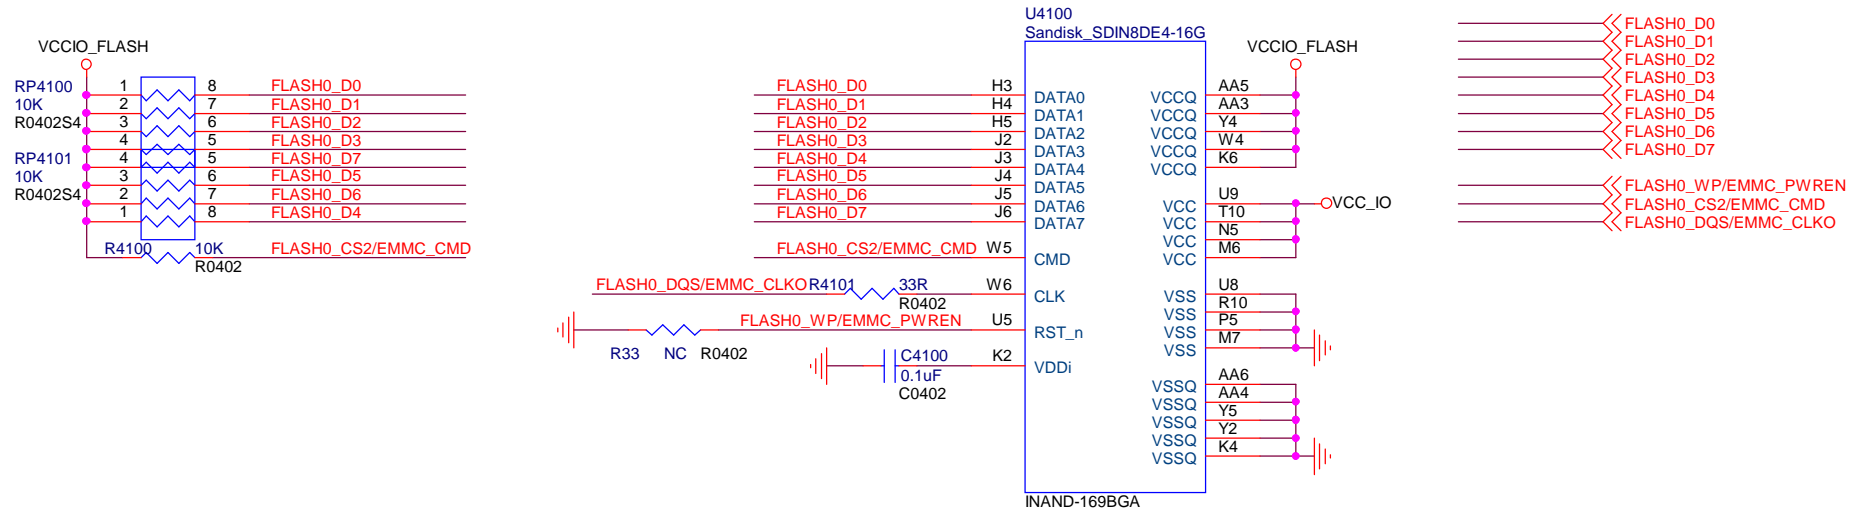 VCCIO_FLASH
RP4100
10K
R0402S4
RP4101
10K
R0402S4
1 8 FLASH0_D0
2 7 FLASH0_D1
3 6 FLASH0_D2
4 5 FLASH0_D3
4 5 FLASH0_D7
3 6 FLASH0_D5
2 7 FLASH0_D6
1 8 FLASH0_D4
R4100 10K FLASH0_CS2/EMMC_CMD
R0402
U4100
Sandisk_SDIN8DE4-16G
FLASH0_D0 H3 DATA0
FLASH0_D1 H4 DATA1
FLASH0_D2 H5 DATA2
FLASH0_D3 J2 DATA3
FLASH0_D4 J3 DATA4
FLASH0_D5 J4 DATA5
FLASH0_D6 J5 DATA6
FLASH0_D7 J6 DATA7
FLASH0_CS2/EMMC_CMD W5 CMD
FLASH0_DQS/EMMC_CLKO R4101 33R W6 CLK
R0402
FLASH0_WP/EMMC_PWREN U5 RST_n
R33 NC R0402
C4100 K2 VDDi
0.1uF
C0402
VCCIO_FLASH
VCCQ AA5
VCCQ AA3
VCCQ Y4
VCCQ W4
VCCQ K6
VCC U9 VCC_IO
VCC T10
VCC N5
VCC M6
VSS U8
VSS R10
VSS P5
VSS M7
VSSQ AA6
VSSQ AA4
VSSQ Y5
VSSQ Y2
VSSQ K4
INAND-169BGA
FLASH0_D0
FLASH0_D1
FLASH0_D2
FLASH0_D3
FLASH0_D4
FLASH0_D5
FLASH0_D6
FLASH0_D7
FLASH0_WP/EMMC_PWREN
FLASH0_CS2/EMMC_CMD
FLASH0_DQS/EMMC_CLKO